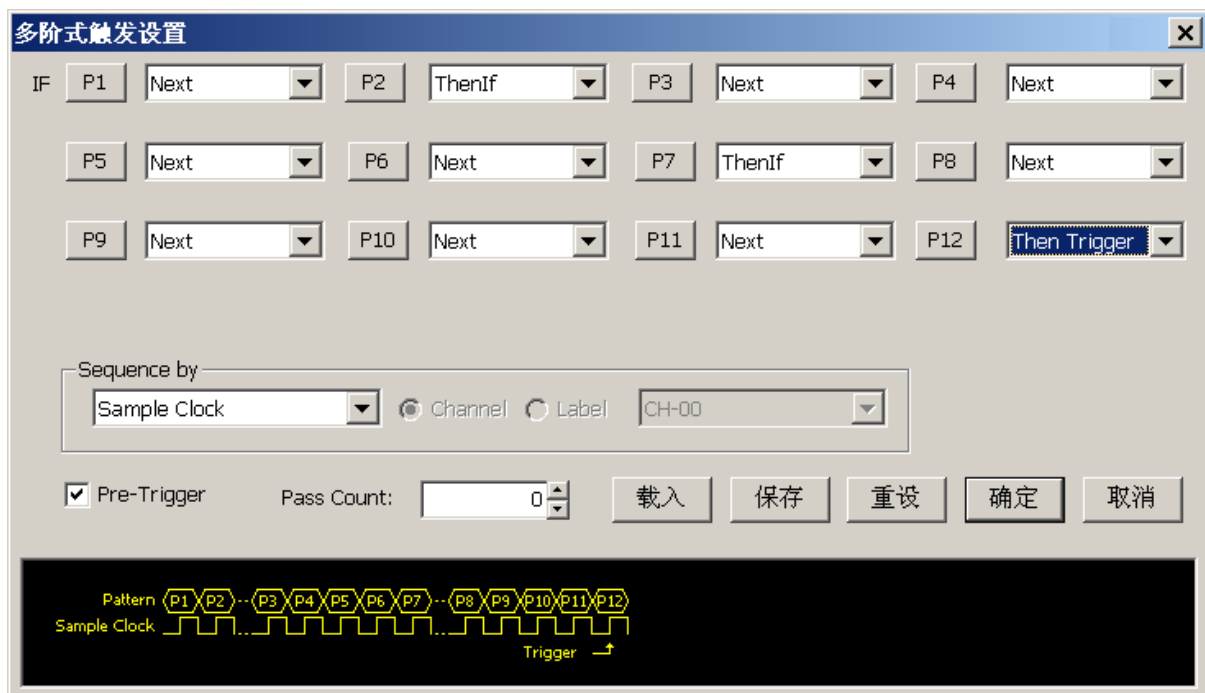 多阶式触发设置
IF P1 Next P2 ThenIf P3 Next P4 Next
P5 Next P6 Next P7 ThenIf P8 Next
P9 Next P10 Next P11 Next P12 Then Trigger
Sequence by
Sample Clock Channel Label CH-00
Pre-Trigger Pass Count: 0 载入 保存 重设 确定 取消
Pattern P1 P2 P3 P4 P5 P6 P7 P8 P9 P10 P11 P12
Sample Clock
Trigger